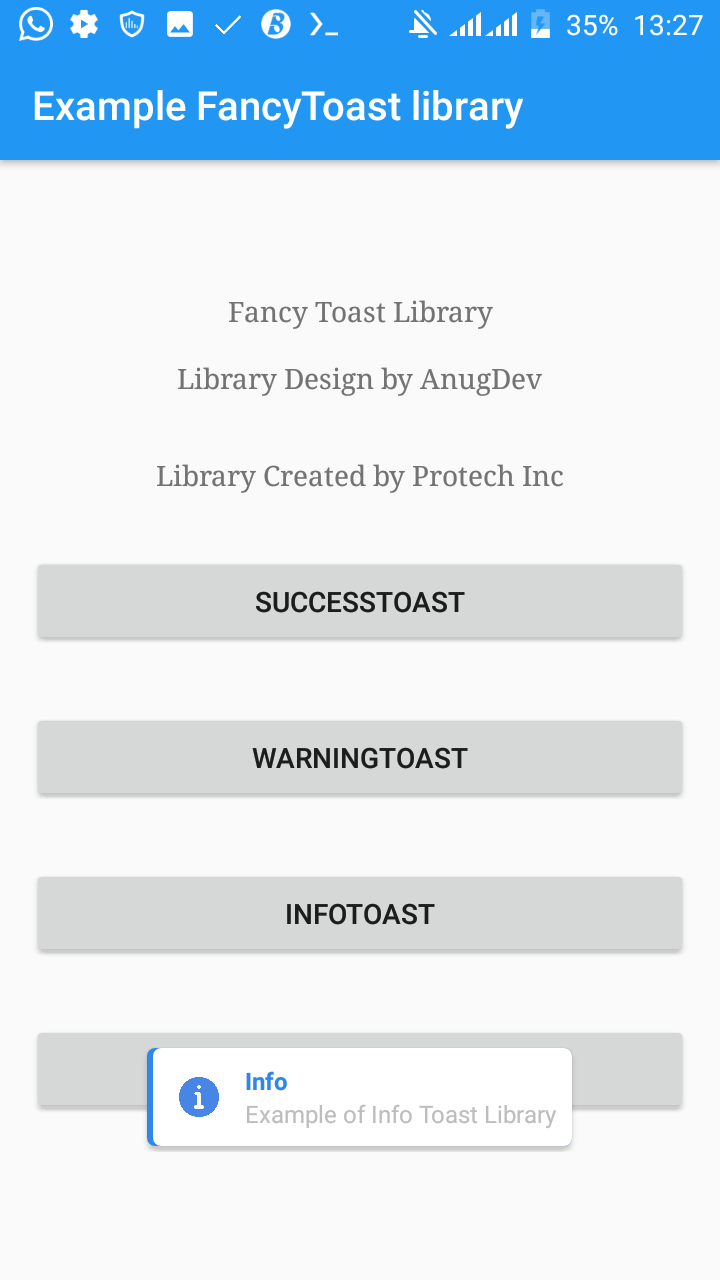 35% 13:27
Example FancyToast library
Fancy Toast Library
Library Design by AnugDev
Library Created by Protech Inc
SUCCESSTOAST
WARNINGTOAST
INFOTOAST
Info
Example of Info Toast Library